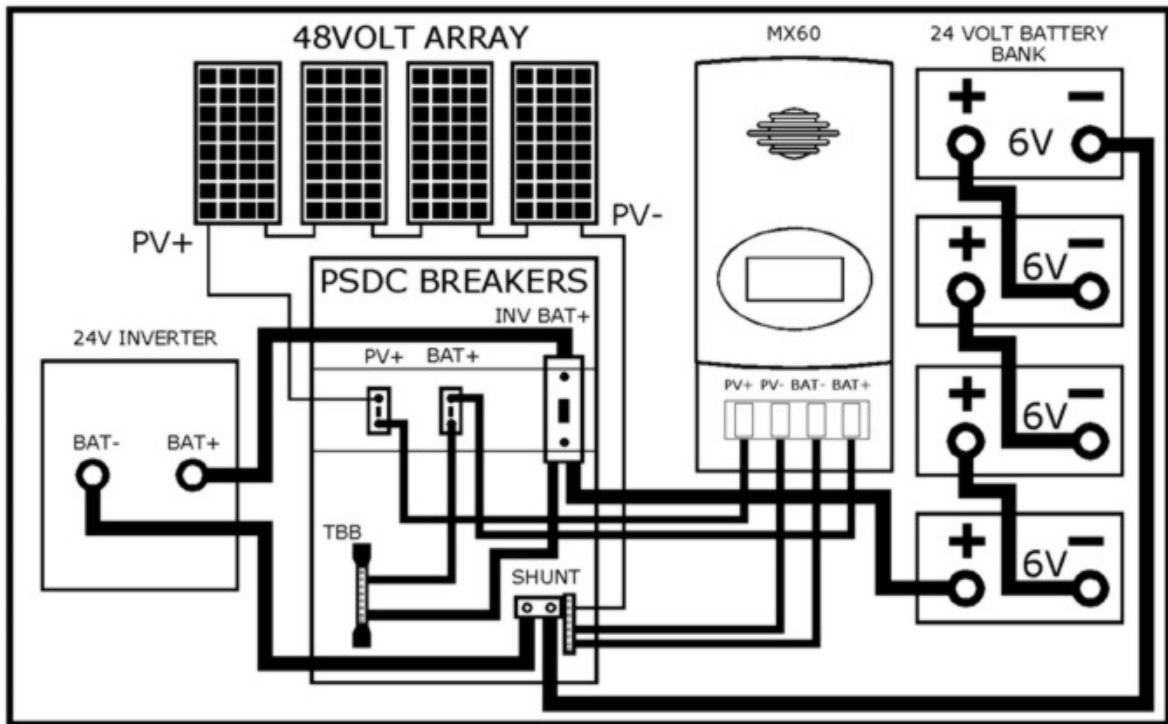 48VOLT ARRAY
MX60
24 VOLT BATTERY
BANK
+ −
6V
PV+
PV-
+ −
6V
PSDC BREAKERS
INV BAT+
24V INVERTER
PV+ BAT+
PV+ PV- BAT- BAT+
+ −
6V
BAT- BAT+
TBB
SHUNT
+ −
6V